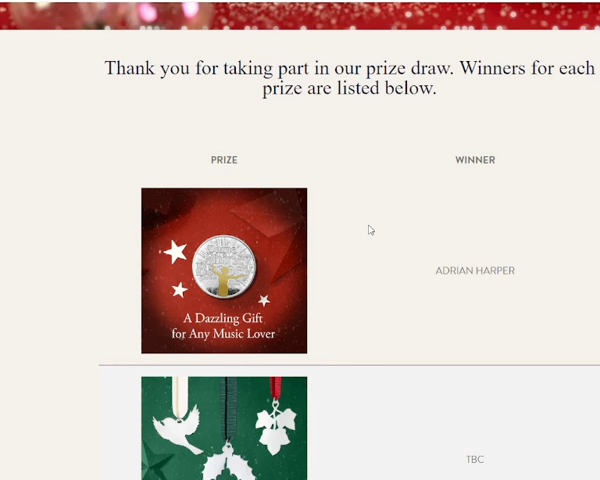 Thank you for taking part in our prize draw. Winners for each
prize are listed below.
PRIZE
WINNER
A Dazzling Gift
for Any Music Lover
ADRIAN HARPER
TBC